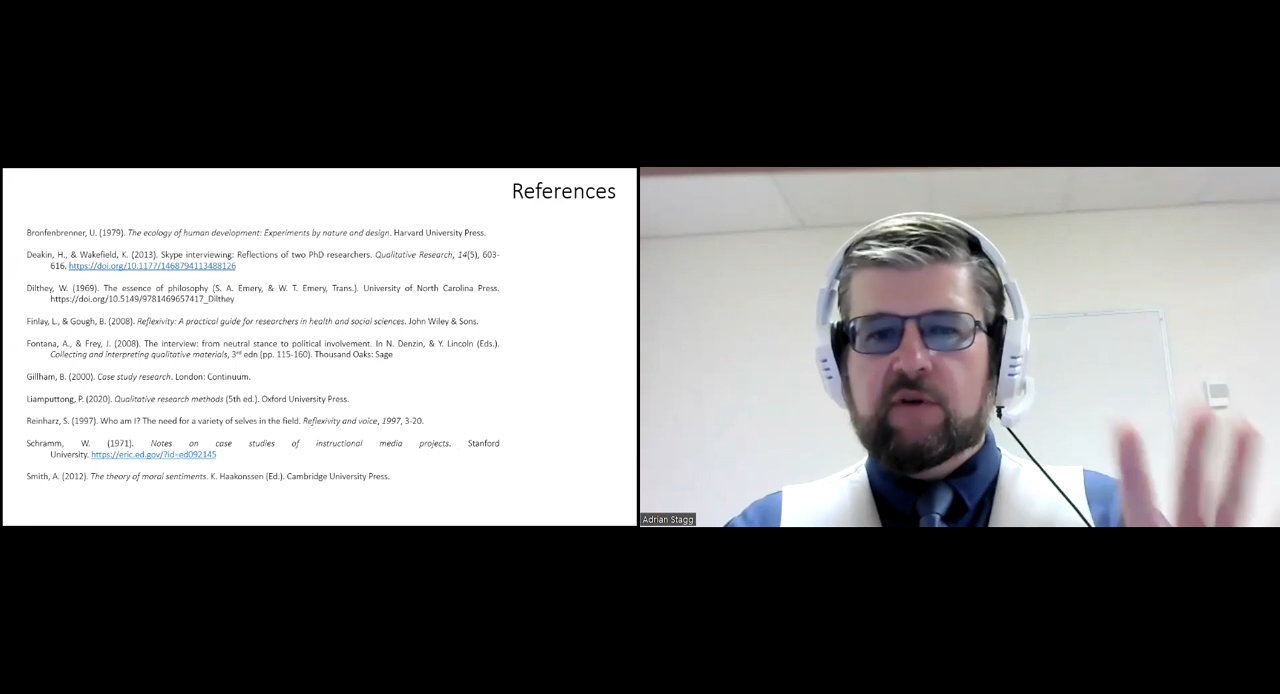 References
Bronfenbrenner, U. (1979). The ecology of human development: Experiments by nature and design. Harvard University Press.
Deakin, H., & Wakefield, K. (2013). Skype interviewing: Reflections of two PhD researchers. Qualitative Research, 14(5), 603-
616. https://doi.org/10.1177/1468794113488126
Dilthey, W. (1969). The essence of philosophy (S. A. Emery, & W. T. Emery, Trans.). University of North Carolina Press.
https://doi.org/10.5149/9781469657417_Dilthey
Finlay, L., & Gough, B. (2008). Reflexivity: A practical guide for researchers in health and social sciences. John Wiley & Sons.
Fontana, A., & Frey, J. (2008). The interview: from neutral stance to political involvement. In N. Denzin, & Y. Lincoln (Eds.).
Collecting and interpreting qualitative materials, 3rd edn (pp. 115-160). Thousand Oaks: Sage
Gillham, B. (2000). Case study research. London: Continuum.
Liamputtong, P. (2020). Qualitative research methods (5th ed.). Oxford University Press.
Reinharz, S. (1997). Who am I? The need for a variety of selves in the field. Reflexivity and voice, 1997, 3-20.
Schramm, W. (1971). Notes on case studies of instructional media projects. Stanford
University. https://eric.ed.gov/?id=ed092145
Smith, A. (2012). The theory of moral sentiments. K. Haakonssen (Ed.). Cambridge University Press.
Adrian Stagg